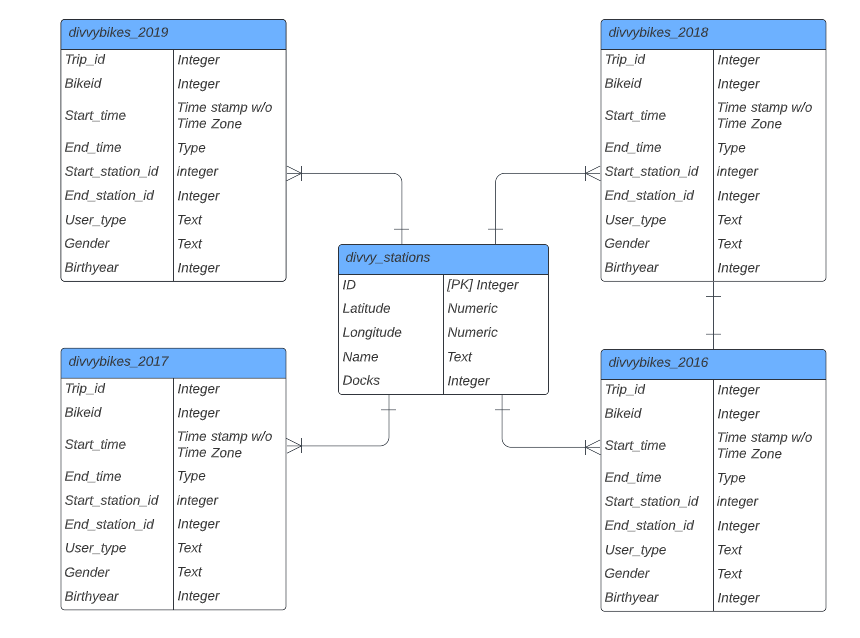 divvybikes_2019
Trip_id Integer
Bikeid Integer
Start_time Time stamp w/o
Time Zone
End_time Type
Start_station_id integer
End_station_id Integer
User_type Text
Gender Text
Birthyear Integer
divvybikes_2018
Trip_id Integer
Bikeid Integer
Start_time Time stamp w/o
Time Zone
End_time Type
Start_station_id integer
End_station_id Integer
User_type Text
Gender Text
Birthyear Integer
divvy_stations
ID [PK] Integer
Latitude Numeric
Longitude Numeric
Name Text
Docks Integer
divvybikes_2017
Trip_id Integer
Bikeid Integer
Start_time Time stamp w/o
Time Zone
End_time Type
Start_station_id integer
End_station_id Integer
User_type Text
Gender Text
Birthyear Integer
divvybikes_2016
Trip_id Integer
Bikeid Integer
Start_time Time stamp w/o
Time Zone
End_time Type
Start_station_id integer
End_station_id Integer
User_type Text
Gender Text
Birthyear Integer